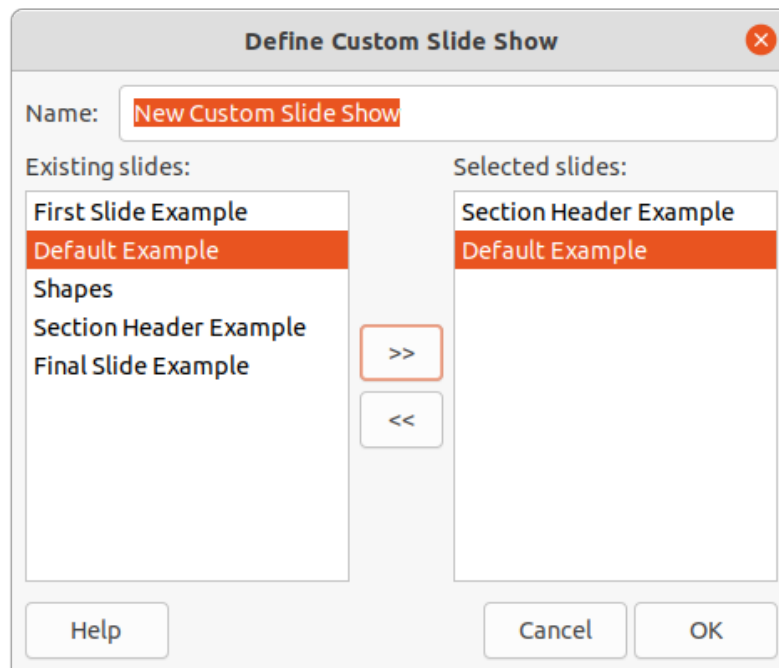 Define Custom Slide Show
Name: New Custom Slide Show
Existing slides:
First Slide Example
Default Example
Shapes
Section Header Example
Final Slide Example
>>
<<
Selected slides:
Section Header Example
Default Example
Help
Cancel
OK